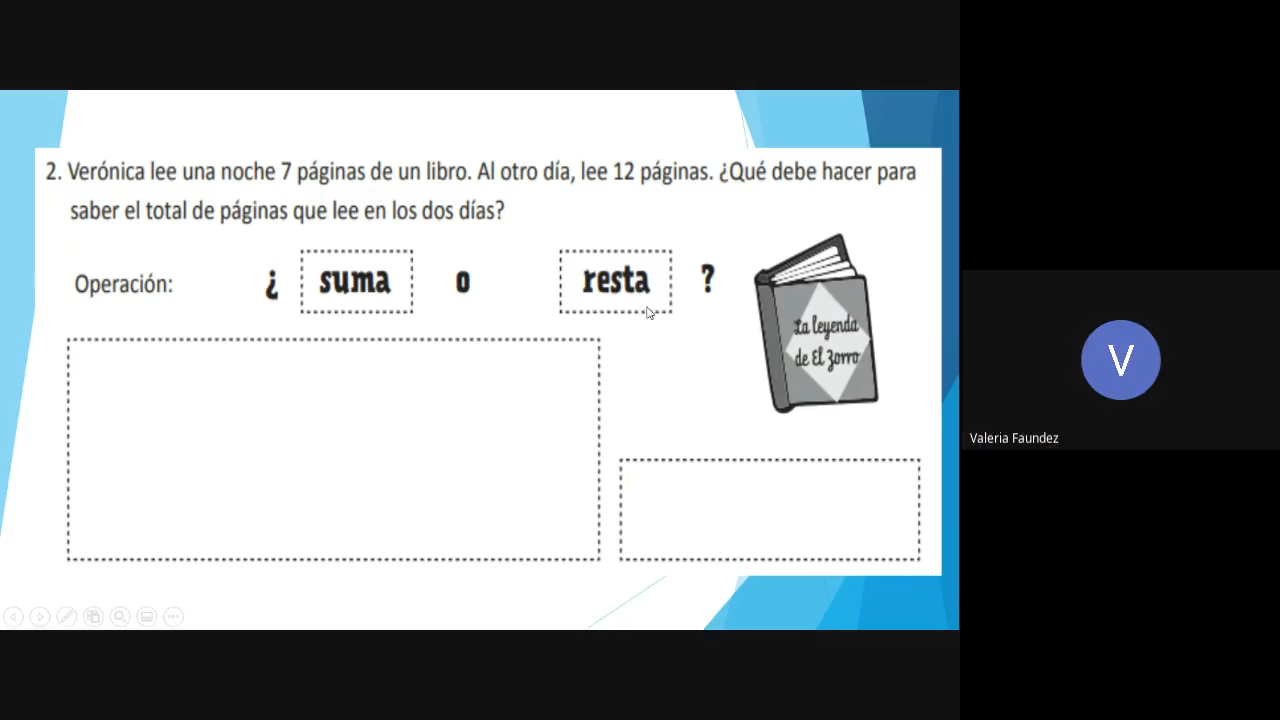 2. Verónica lee una noche 7 páginas de un libro. Al otro día, lee 12 páginas. ¿Qué debe hacer para
saber el total de páginas que lee en los dos días?
Operación: ¿ suma o resta ?
La leyenda
de El Zorro
V
Valeria Faundez